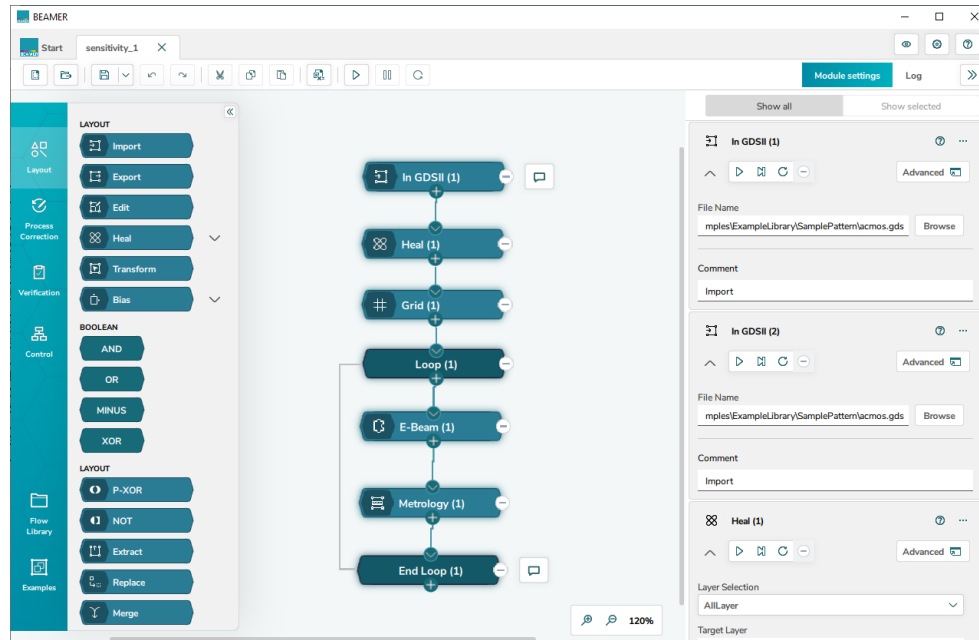 BEAMER
Start
sensitivity_1
Module settings
Log
Layout
Process
Correction
Verification
Control
Flow
Library
Examples
LAYOUT
Import
Export
Edit
Heal
Transform
Bias
BOOLEAN
AND
OR
MINUS
XOR
LAYOUT
P-XOR
NOT
Extract
Replace
Merge
In GDSII (1)
Heal (1)
Grid (1)
Loop (1)
E-Beam (1)
Metrology (1)
End Loop (1)
120%
Show all
Show selected
In GDSII (1)
Advanced
File Name
mples\ExampleLibrary\SamplePattern\acmos.gds
Browse
Comment
Import
In GDSII (2)
Advanced
File Name
mples\ExampleLibrary\SamplePattern\acmos.gds
Browse
Comment
Import
Heal (1)
Advanced
Layer Selection
AllLayer
Target Layer